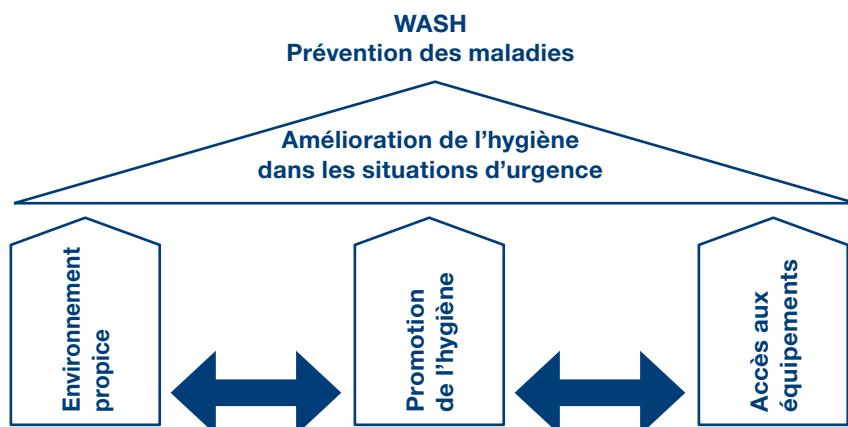 WASH
Prévention des maladies
Amélioration de l’hygiène
dans les situations d’urgence
Environnement
propice
Promotion
de l’hygiène
Accès aux
équipements